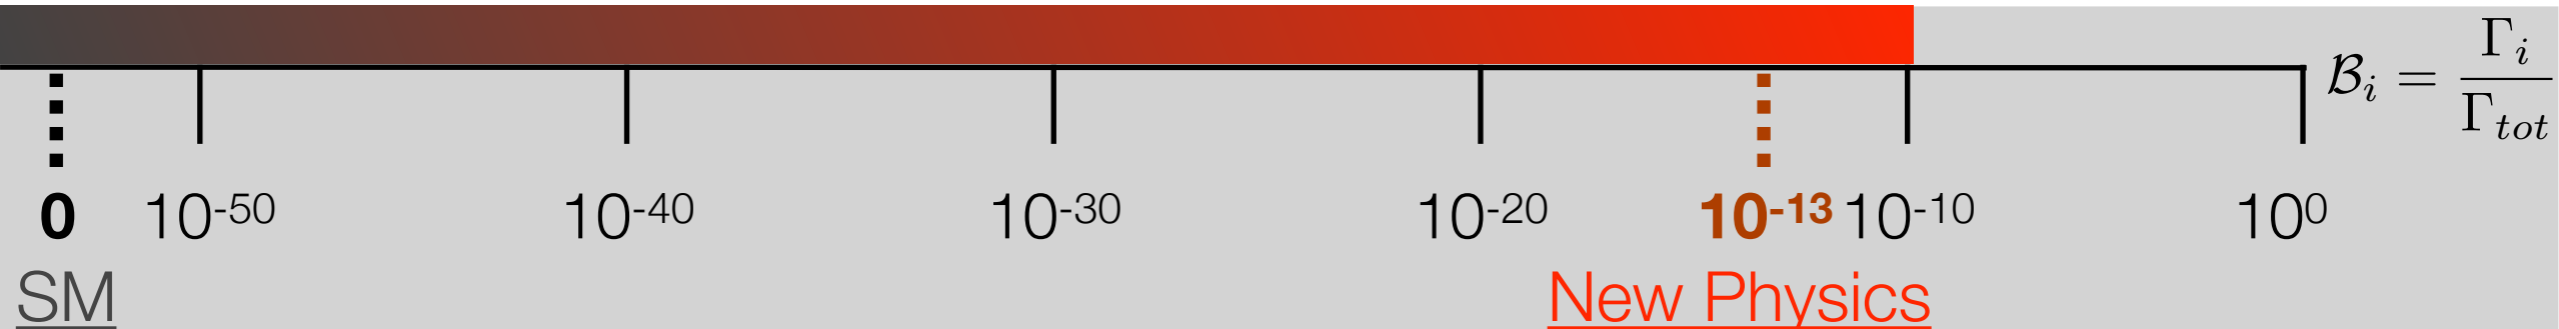 𝓑ᵢ = Γᵢ / Γₜₒₜ
0 10⁻⁵⁰ 10⁻⁴⁰ 10⁻³⁰ 10⁻²⁰ 10⁻¹³ 10⁻¹⁰ 10⁰
SM New Physics